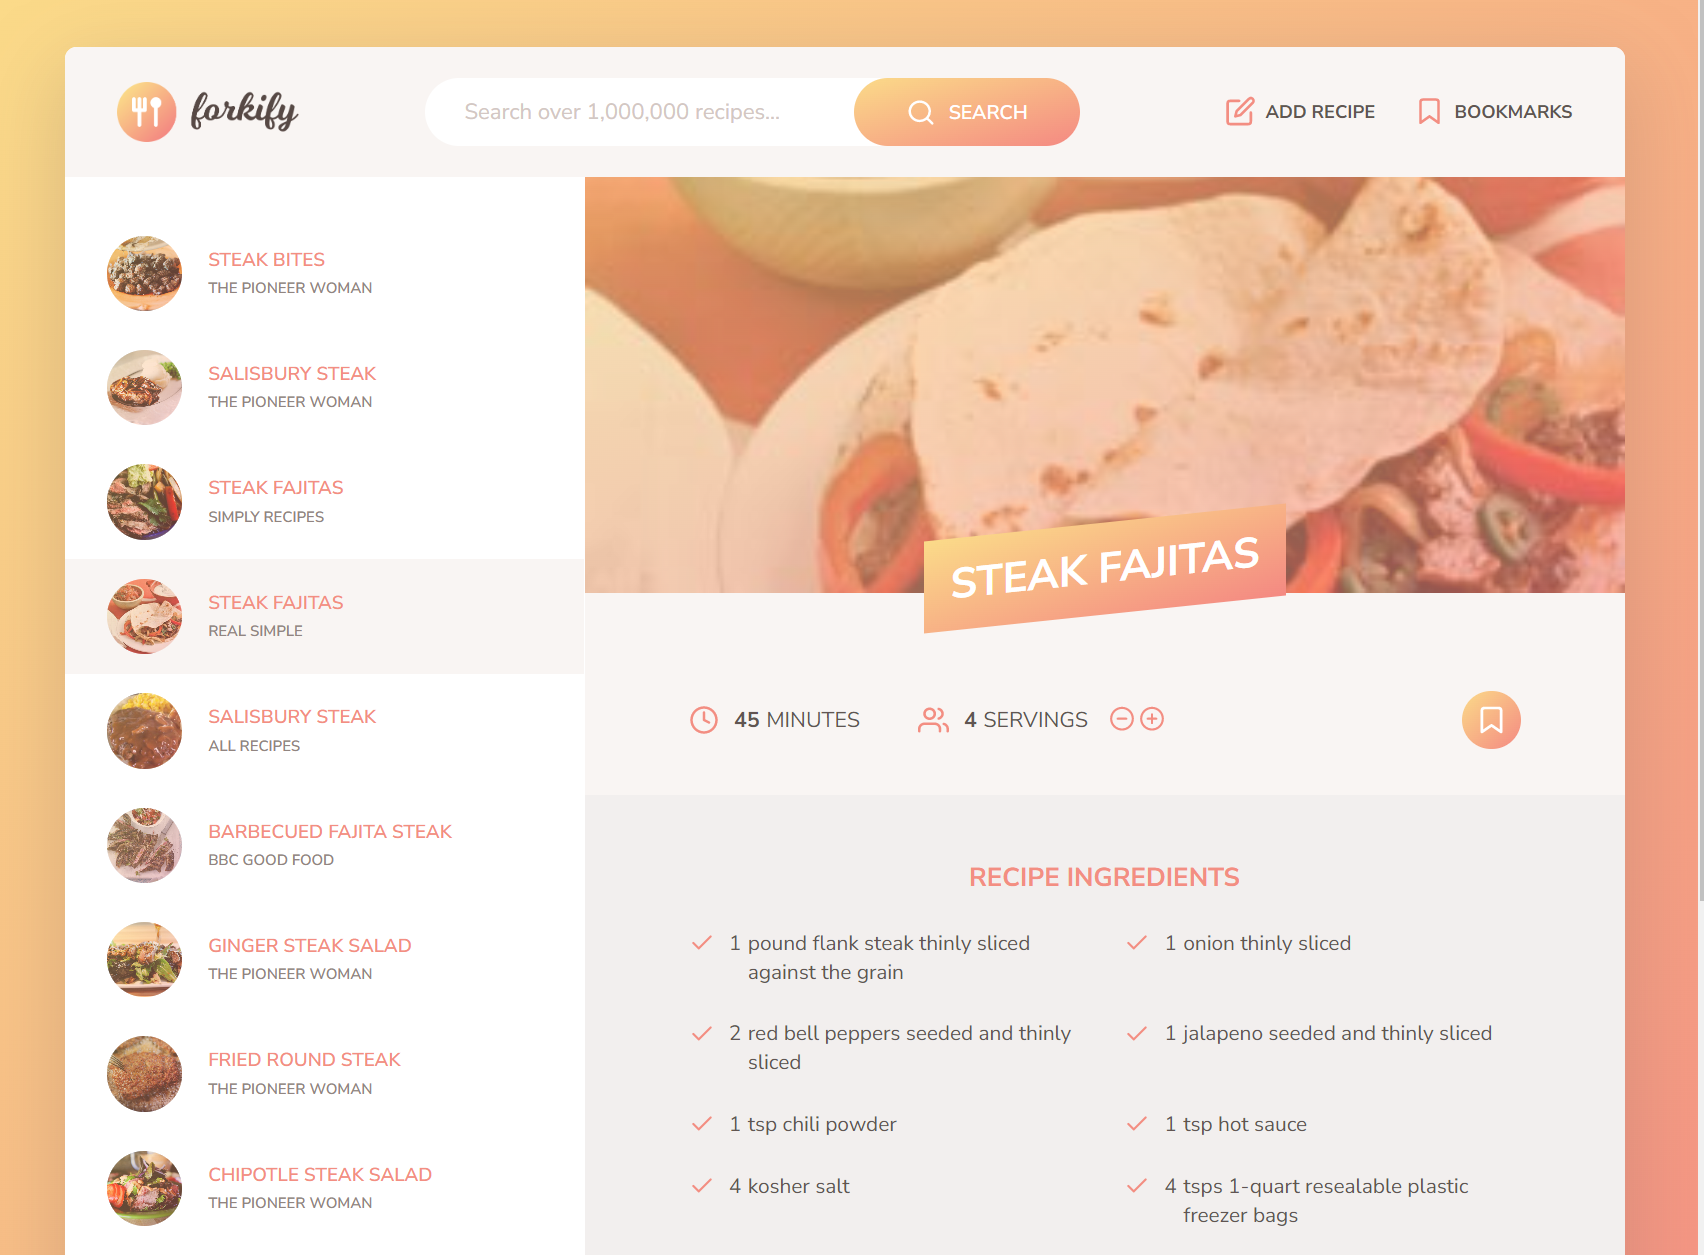 forkify
Search over 1,000,000 recipes...
SEARCH
ADD RECIPE
BOOKMARKS
STEAK BITES
THE PIONEER WOMAN
SALISBURY STEAK
THE PIONEER WOMAN
STEAK FAJITAS
SIMPLY RECIPES
STEAK FAJITAS
REAL SIMPLE
SALISBURY STEAK
ALL RECIPES
BARBECUED FAJITA STEAK
BBC GOOD FOOD
GINGER STEAK SALAD
THE PIONEER WOMAN
FRIED ROUND STEAK
THE PIONEER WOMAN
CHIPOTLE STEAK SALAD
THE PIONEER WOMAN
STEAK FAJITAS
45 MINUTES
4 SERVINGS
RECIPE INGREDIENTS
1 pound flank steak thinly sliced
against the grain
1 onion thinly sliced
2 red bell peppers seeded and thinly
sliced
1 jalapeno seeded and thinly sliced
1 tsp chili powder
1 tsp hot sauce
4 kosher salt
4 tsps 1-quart resealable plastic
freezer bags